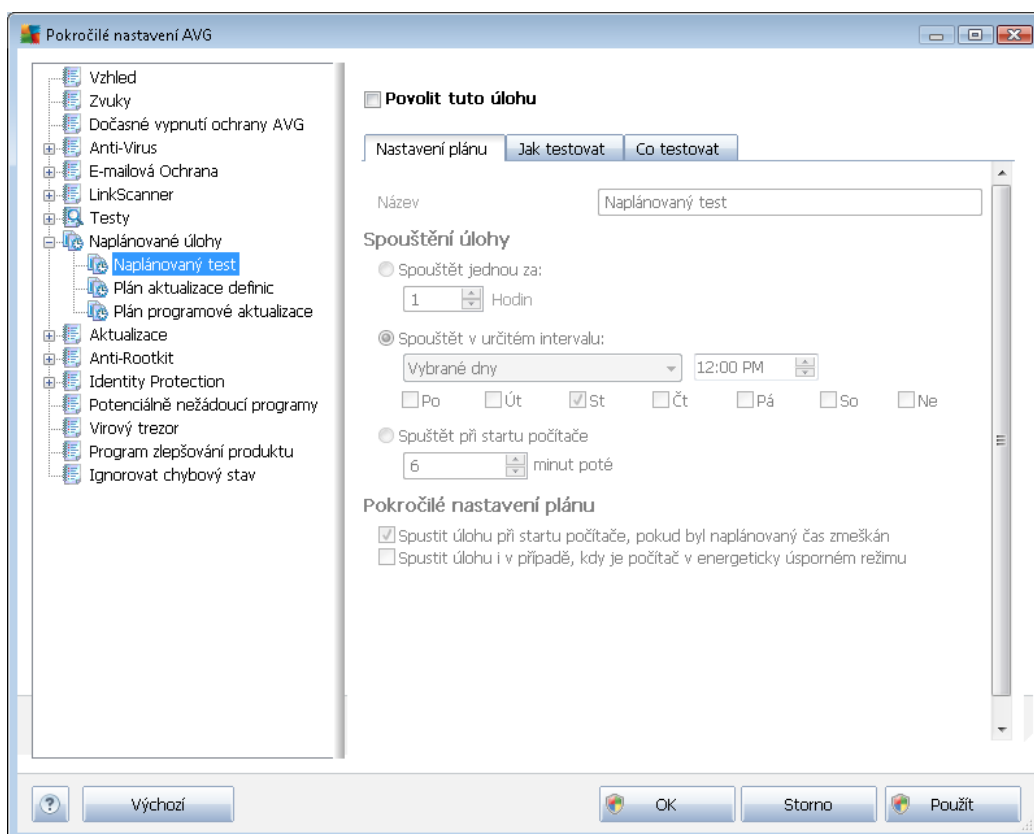 Pokročilé nastavení AVG
Vzhled
Zvuky
Dočasné vypnutí ochrany AVG
Anti-Virus
E-mailová Ochrana
LinkScanner
Testy
Naplánované úlohy
Naplánovaný test
Plán aktualizace definic
Plán programové aktualizace
Aktualizace
Anti-Rootkit
Identity Protection
Potenciálně nežádoucí programy
Virový trezor
Program zlepšování produktu
Ignorovat chybový stav
Povolit tuto úlohu
Nastavení plánu Jak testovat Co testovat
Název Naplánovaný test
Spouštění úlohy
Spouštět jednou za:
1 Hodin
Spouštět v určitém intervalu:
Vybrané dny 12:00 PM
Po Út St Čt Pá So Ne
Spuštět při startu počítače
6 minut poté
Pokročilé nastavení plánu
Spustit úlohu při startu počítače, pokud byl naplánovaný čas zmeškán
Spustit úlohu i v případě, kdy je počítač v energeticky úsporném režimu
? Výchozí OK Storno Použít